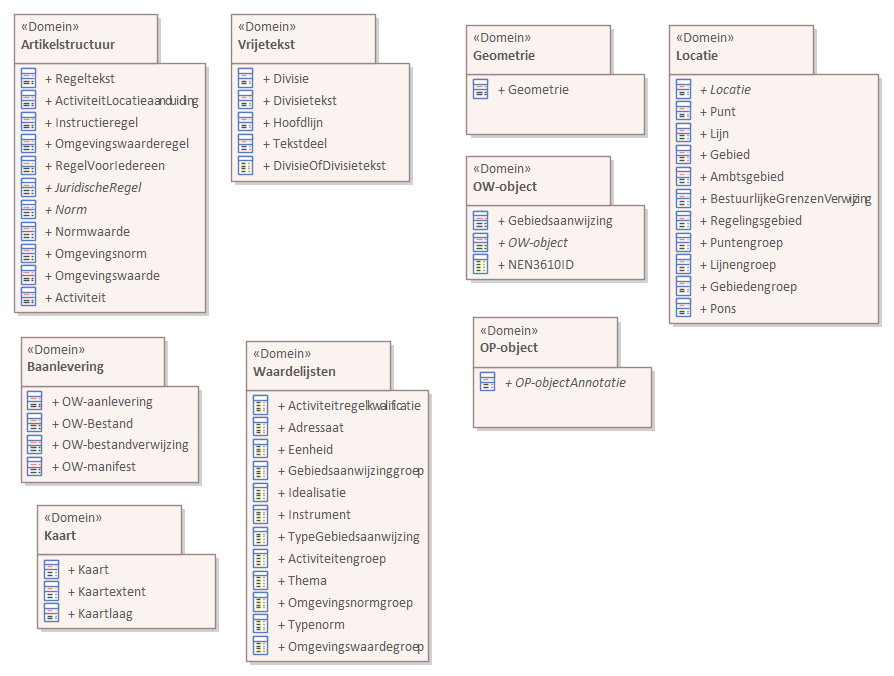 «Domein»
Artikelstructuur
+ Regeltekst
+ ActiviteitLocatieaanduiding
+ Instructieregel
+ Omgevingswaarderegel
+ RegelVoorIedereen
+ JuridischeRegel
+ Norm
+ Normwaarde
+ Omgevingsnorm
+ Omgevingswaarde
+ Activiteit
«Domein»
Vrijetekst
+ Divisie
+ Divisietekst
+ Hoofdlijn
+ Tekstdeel
+ DivisieOfDivisietekst
«Domein»
Geometrie
+ Geometrie
«Domein»
Locatie
+ Locatie
+ Punt
+ Lijn
+ Gebied
+ Ambtsgebied
+ BestuurlijkeGrenzenVerwijzing
+ Regelingsgebied
+ Puntengroep
+ Lijnengroep
+ Gebiedengroep
+ Pons
«Domein»
OW-object
+ Gebiedsaanwijzing
+ OW-object
+ NEN3610ID
«Domein»
OP-object
+ OP-objectAnnotatie
«Domein»
Baanlevering
+ OW-aanlevering
+ OW-Bestand
+ OW-bestandverwijzing
+ OW-manifest
«Domein»
Waardelijsten
+ Activiteitregelkwalificatie
+ Adressaat
+ Eenheid
+ Gebiedsaanwijzinggroep
+ Idealisatie
+ Instrument
+ TypeGebiedsaanwijzing
+ Activiteitengroep
+ Thema
+ Omgevingsnormgroep
+ Typenorm
+ Omgevingswaardegroep
«Domein»
Kaart
+ Kaart
+ Kaartextent
+ Kaartlaag